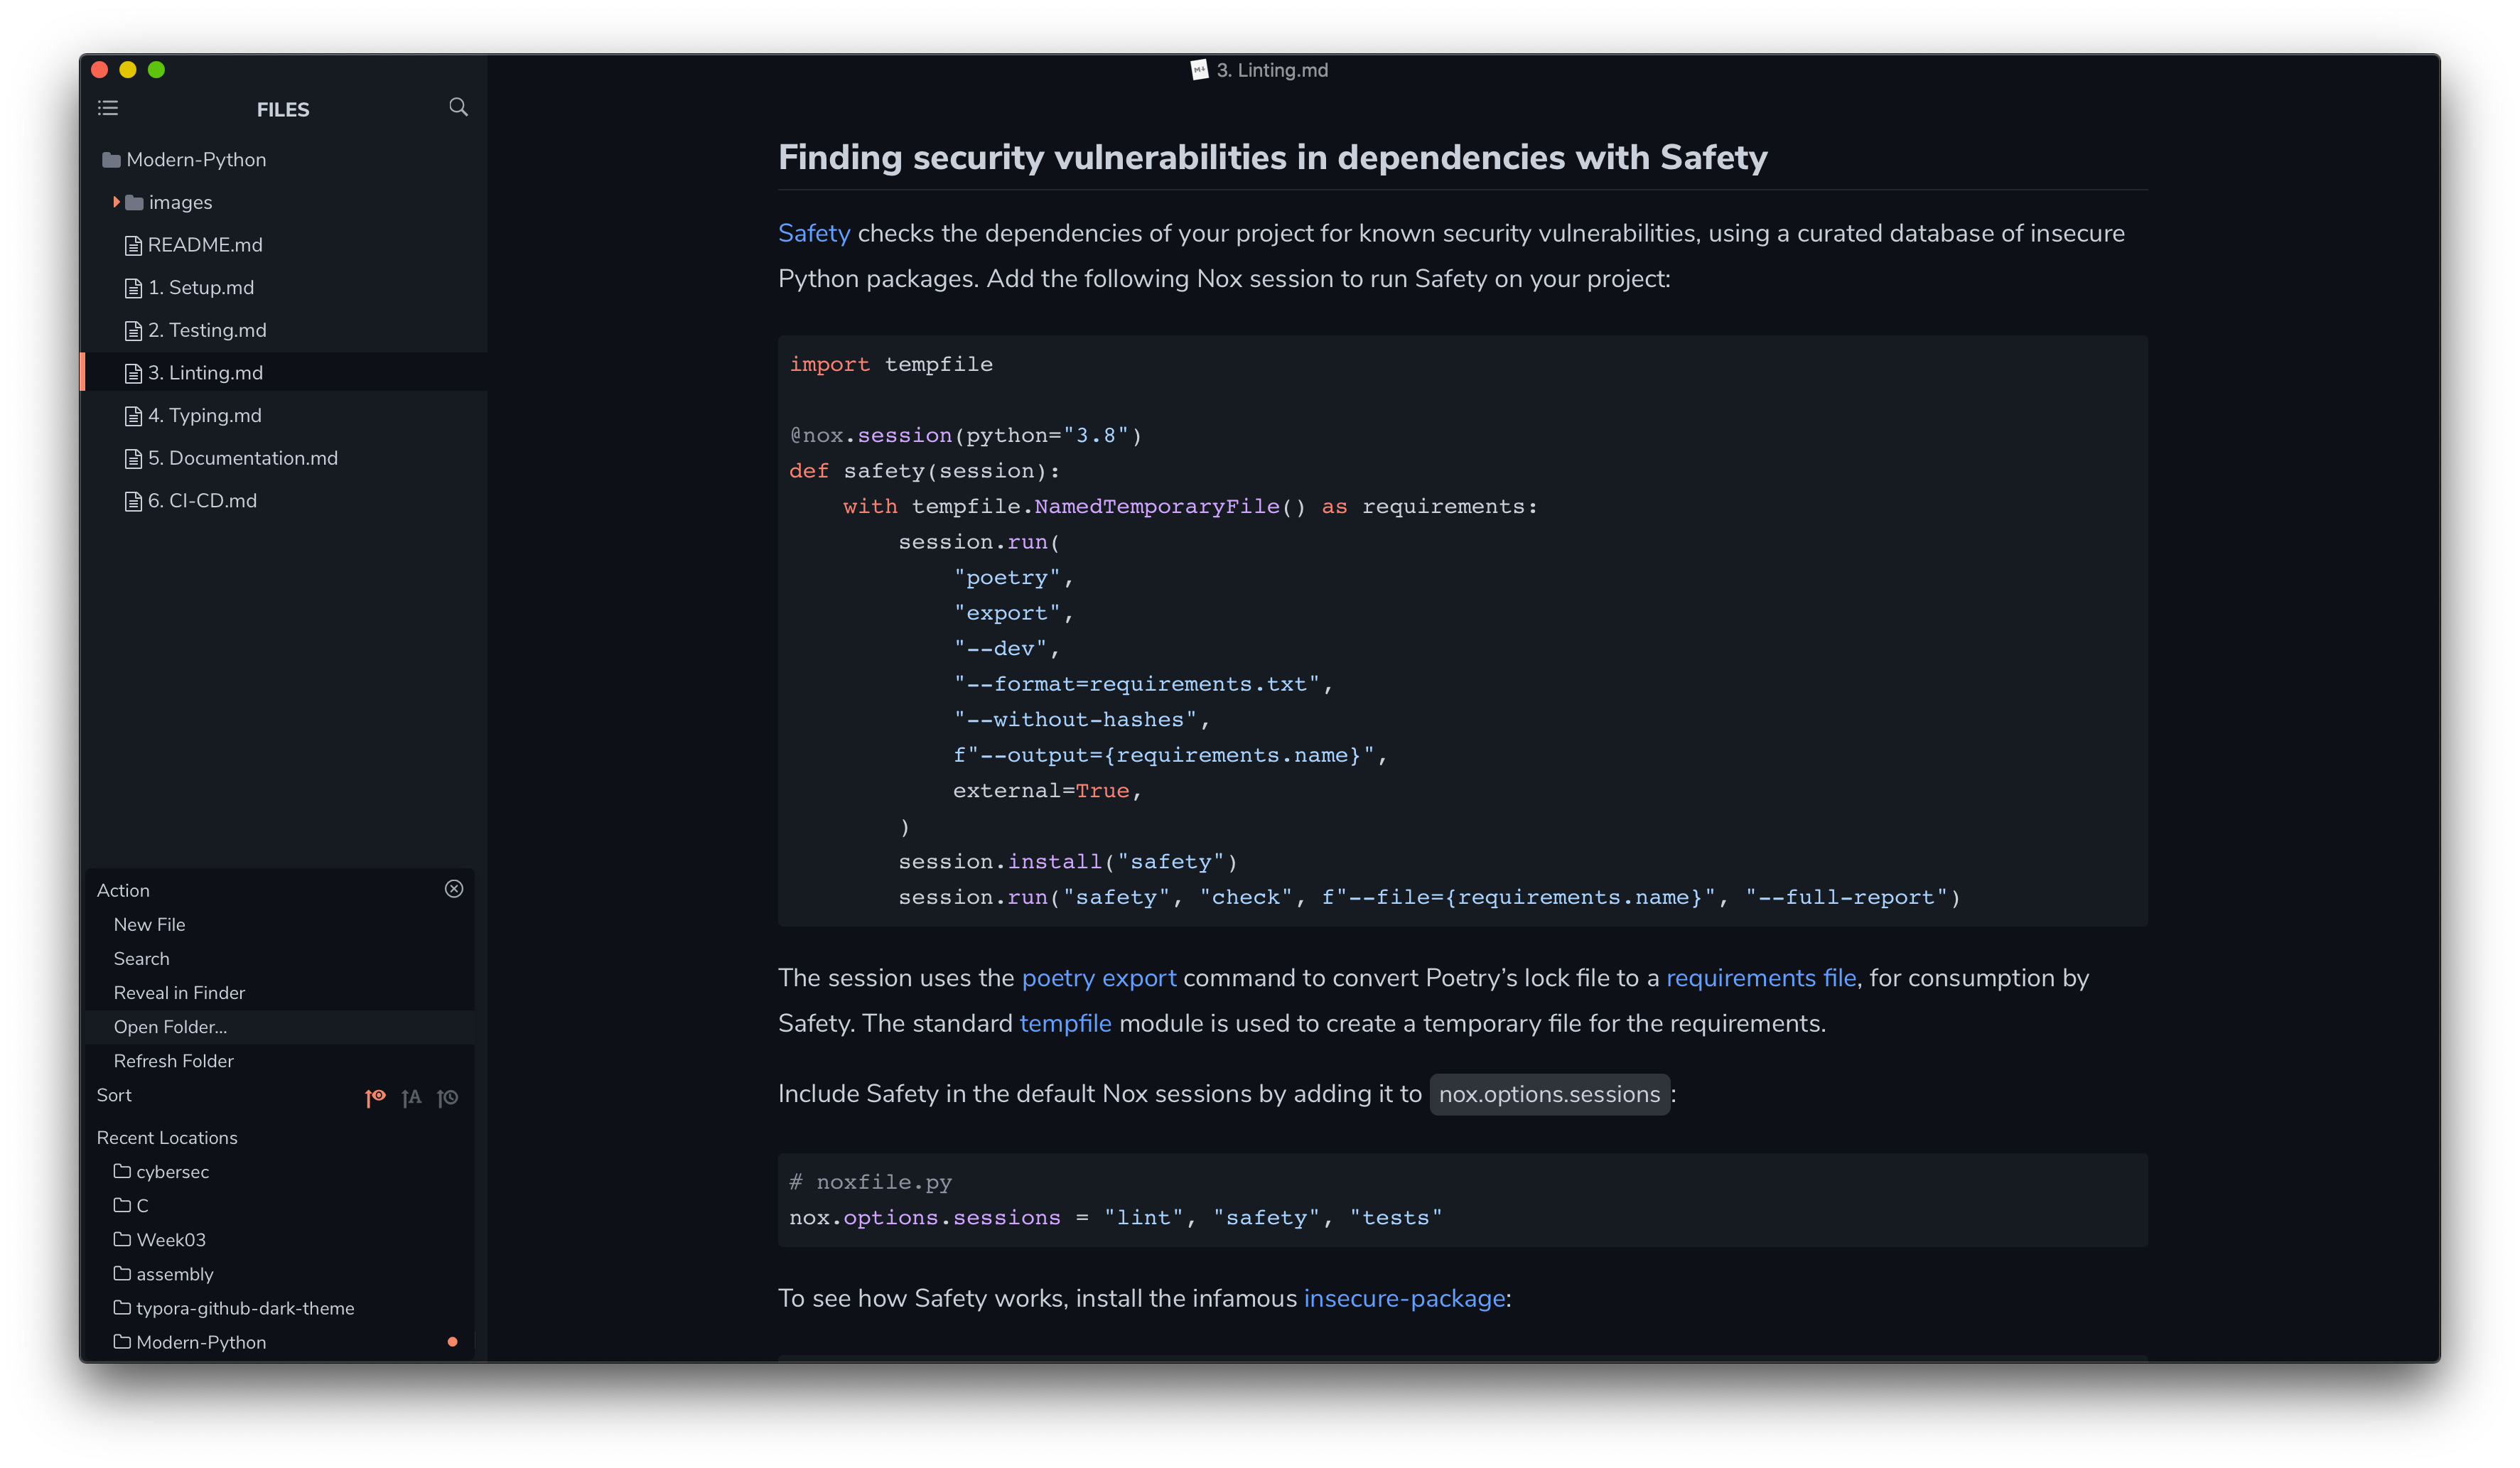 3. Linting.md
FILES
Modern-Python
images
README.md
1. Setup.md
2. Testing.md
3. Linting.md
4. Typing.md
5. Documentation.md
6. CI-CD.md
Action
New File
Search
Reveal in Finder
Open Folder...
Refresh Folder
Sort
Recent Locations
cybersec
C
Week03
assembly
typora-github-dark-theme
Modern-Python
Finding security vulnerabilities in dependencies with Safety
Safety checks the dependencies of your project for known security vulnerabilities, using a curated database of insecure
Python packages. Add the following Nox session to run Safety on your project:
import tempfile
@nox.session(python="3.8")
def safety(session):
    with tempfile.NamedTemporaryFile() as requirements:
        session.run(
            "poetry",
            "export",
            "--dev",
            "--format=requirements.txt",
            "--without-hashes",
            f"--output={requirements.name}",
            external=True,
        )
        session.install("safety")
        session.run("safety", "check", f"--file={requirements.name}", "--full-report")
The session uses the poetry export command to convert Poetry’s lock file to a requirements file, for consumption by
Safety. The standard tempfile module is used to create a temporary file for the requirements.
Include Safety in the default Nox sessions by adding it to nox.options.sessions:
# noxfile.py
nox.options.sessions = "lint", "safety", "tests"
To see how Safety works, install the infamous insecure-package: